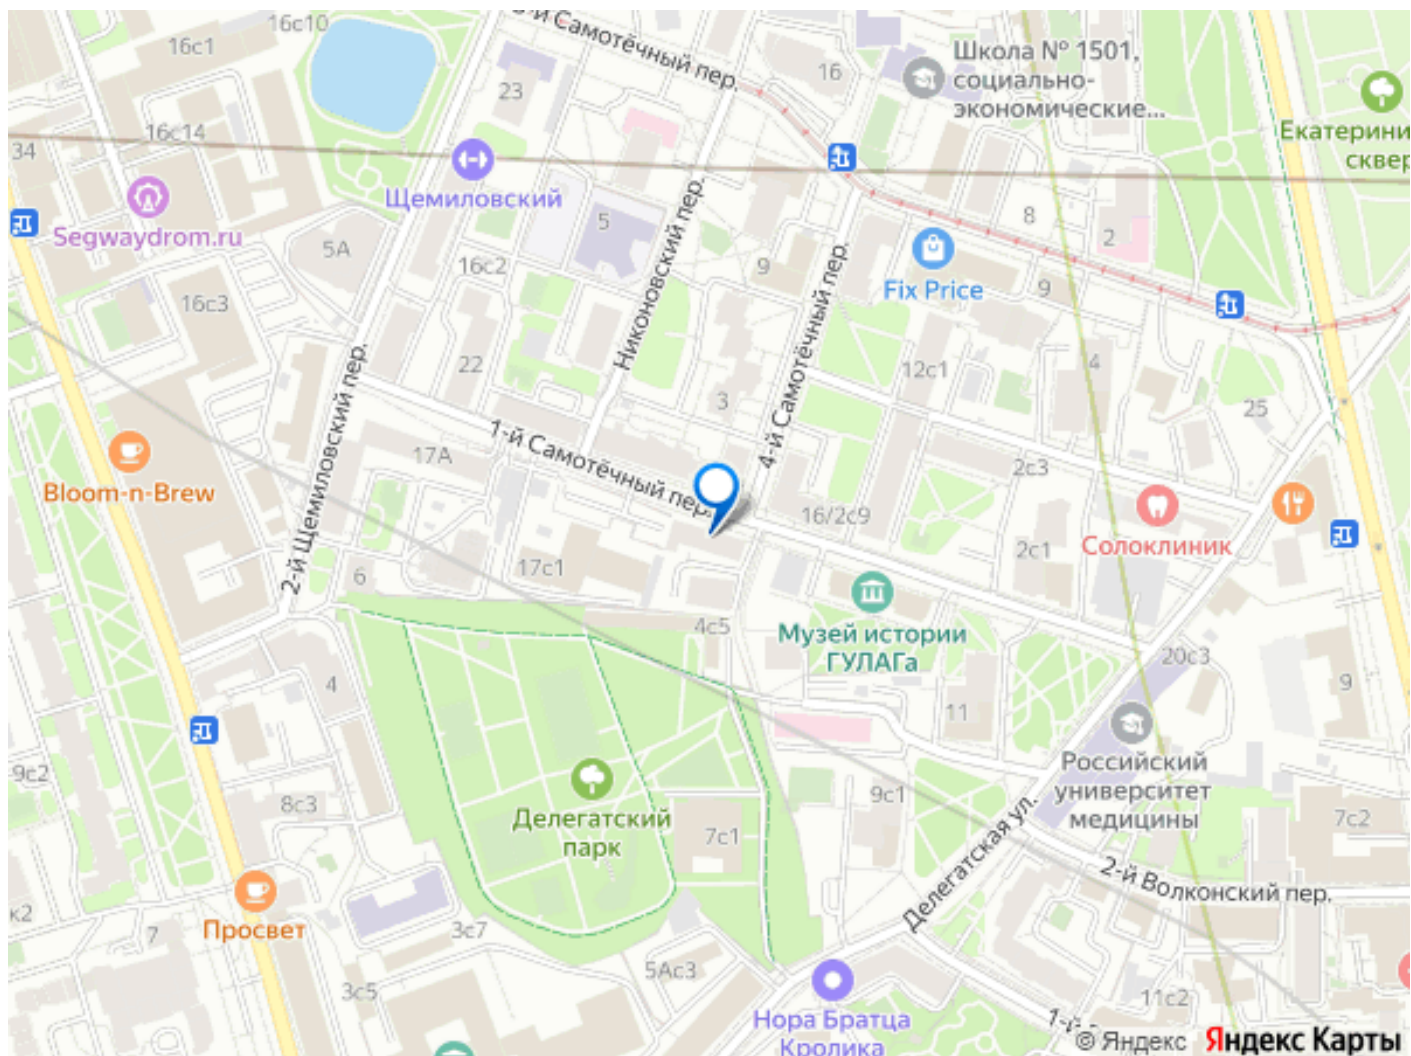 16с10
16с1
й Самотёчный пер.
Школа № 1501,
социально-
экономические...
16
23
Екатерини
сквер
34
16с14
Щемиловский
Segwaydrom.ru
5А
5
8
2
9
16с2
16с3
Fix Price
9
Никоновский пер.
4-й Самотёчный пер.
2-й Щемиловский пер.
22
12с1
4
3
25
1-й Самотёчный пер.
17А
2с3
Bloom-n-Brew
16/2с9
Солоклиник
2с1
17с1
6
4с5
Музей истории
ГУЛАГа
20с3
4
9
11
Российский
университет
медицины
9с2
8с3
9с1
Делегатский
парк
7с1
7с2
Делегатская ул.
2-й Волконский пер.
к2
Просвет
7
3с7
5Ас3
3с5
11с2
Нора Братца
Кролика
1-й
© Яндекс Яндекс Карты